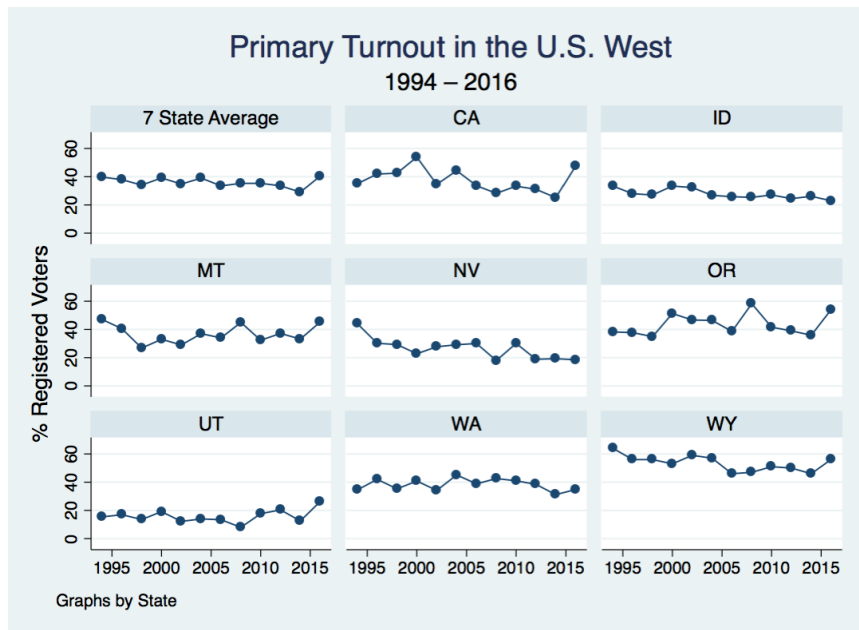 Primary Turnout in the U.S. West
1994 – 2016
7 State Average
CA
ID
60
40
20
0
MT
NV
OR
60
40
20
0
% Registered Voters
UT
WA
WY
60
40
20
0
1995 2000 2005 2010 2015
1995 2000 2005 2010 2015
1995 2000 2005 2010 2015
Graphs by State